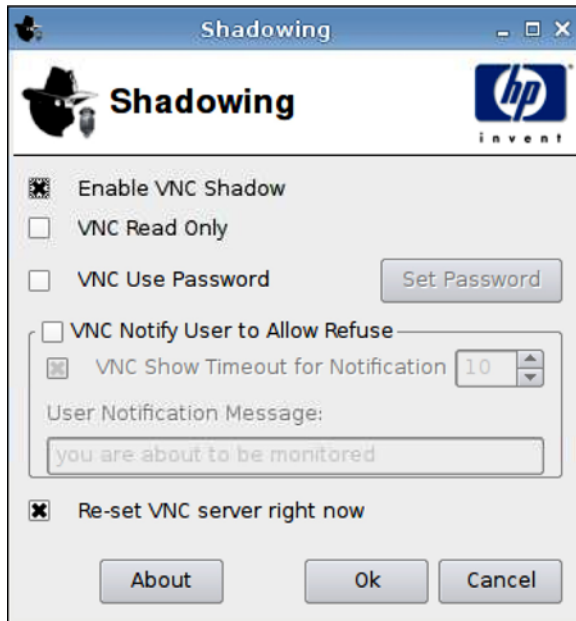 Shadowing
Shadowing
hp
invent
Enable VNC Shadow
VNC Read Only
VNC Use Password
Set Password
VNC Notify User to Allow Refuse
VNC Show Timeout for Notification 10
User Notification Message:
you are about to be monitored
Re-set VNC server right now
About Ok Cancel